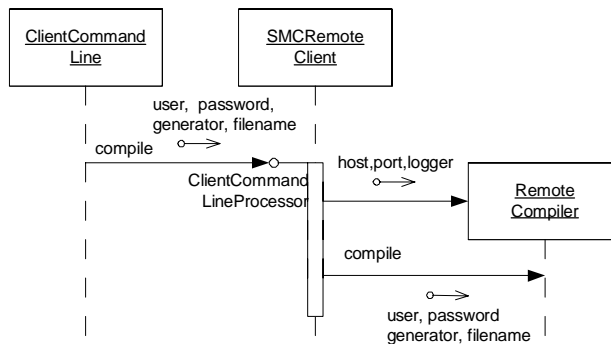 ClientCommand
Line
SMCRemote
Client
user, password,
generator, filename
compile
ClientCommand
LineProcessor
host,port,logger
Remote
Compiler
compile
user, password
generator, filename